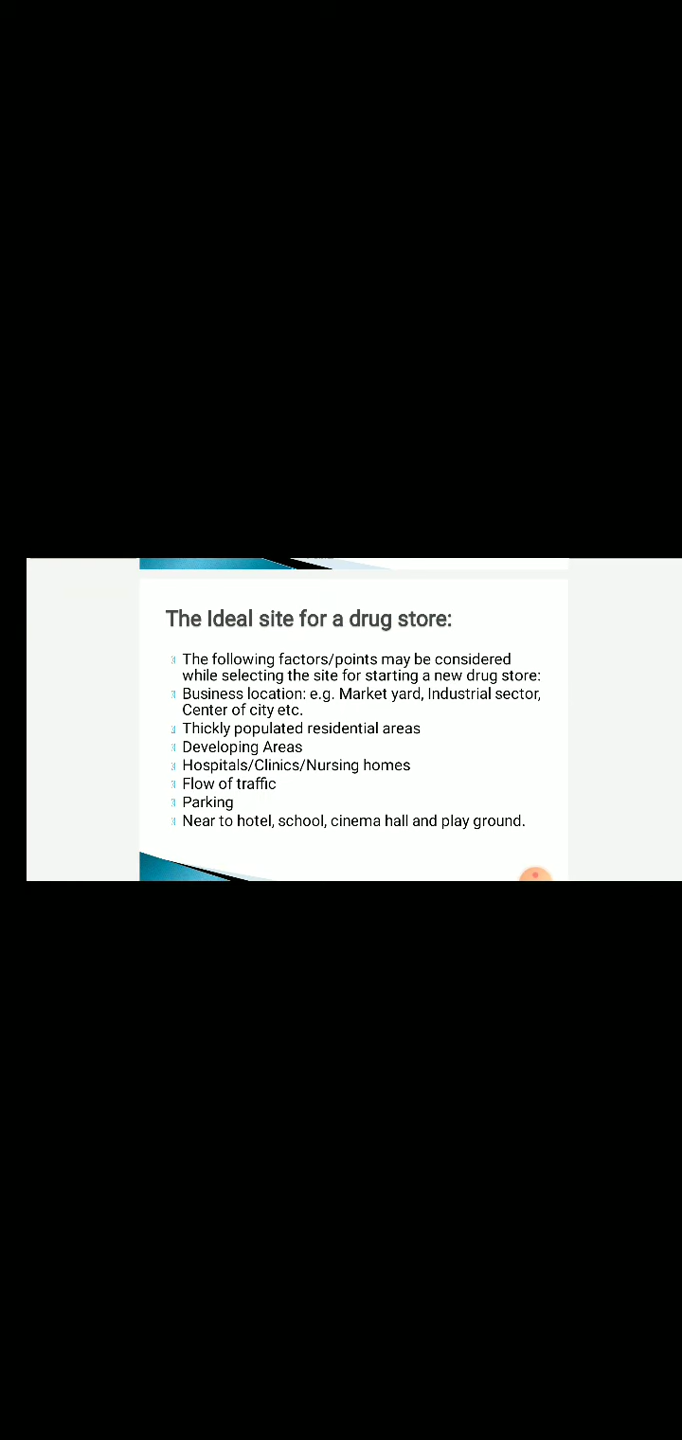 The Ideal site for a drug store:
The following factors/points may be considered
while selecting the site for starting a new drug store:
Business location: e.g. Market yard, Industrial sector,
Center of city etc.
Thickly populated residential areas
Developing Areas
Hospitals/Clinics/Nursing homes
Flow of traffic
Parking
Near to hotel, school, cinema hall and play ground.